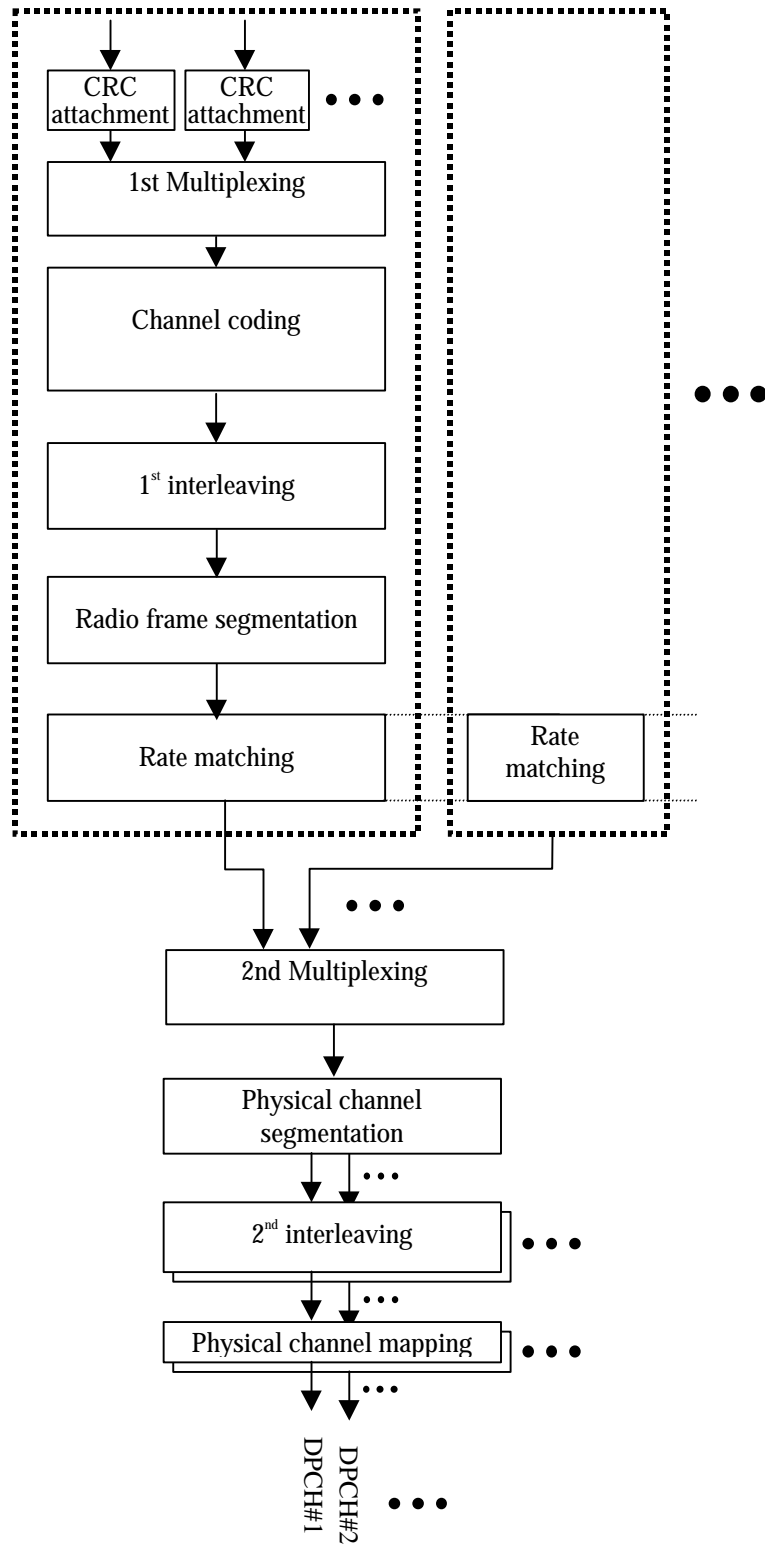 CRC
attachment
CRC
attachment
1st Multiplexing
Channel coding
1st interleaving
Radio frame segmentation
Rate matching
Rate
matching
2nd Multiplexing
Physical channel
segmentation
2nd interleaving
Physical channel mapping
DPCH#1
DPCH#2